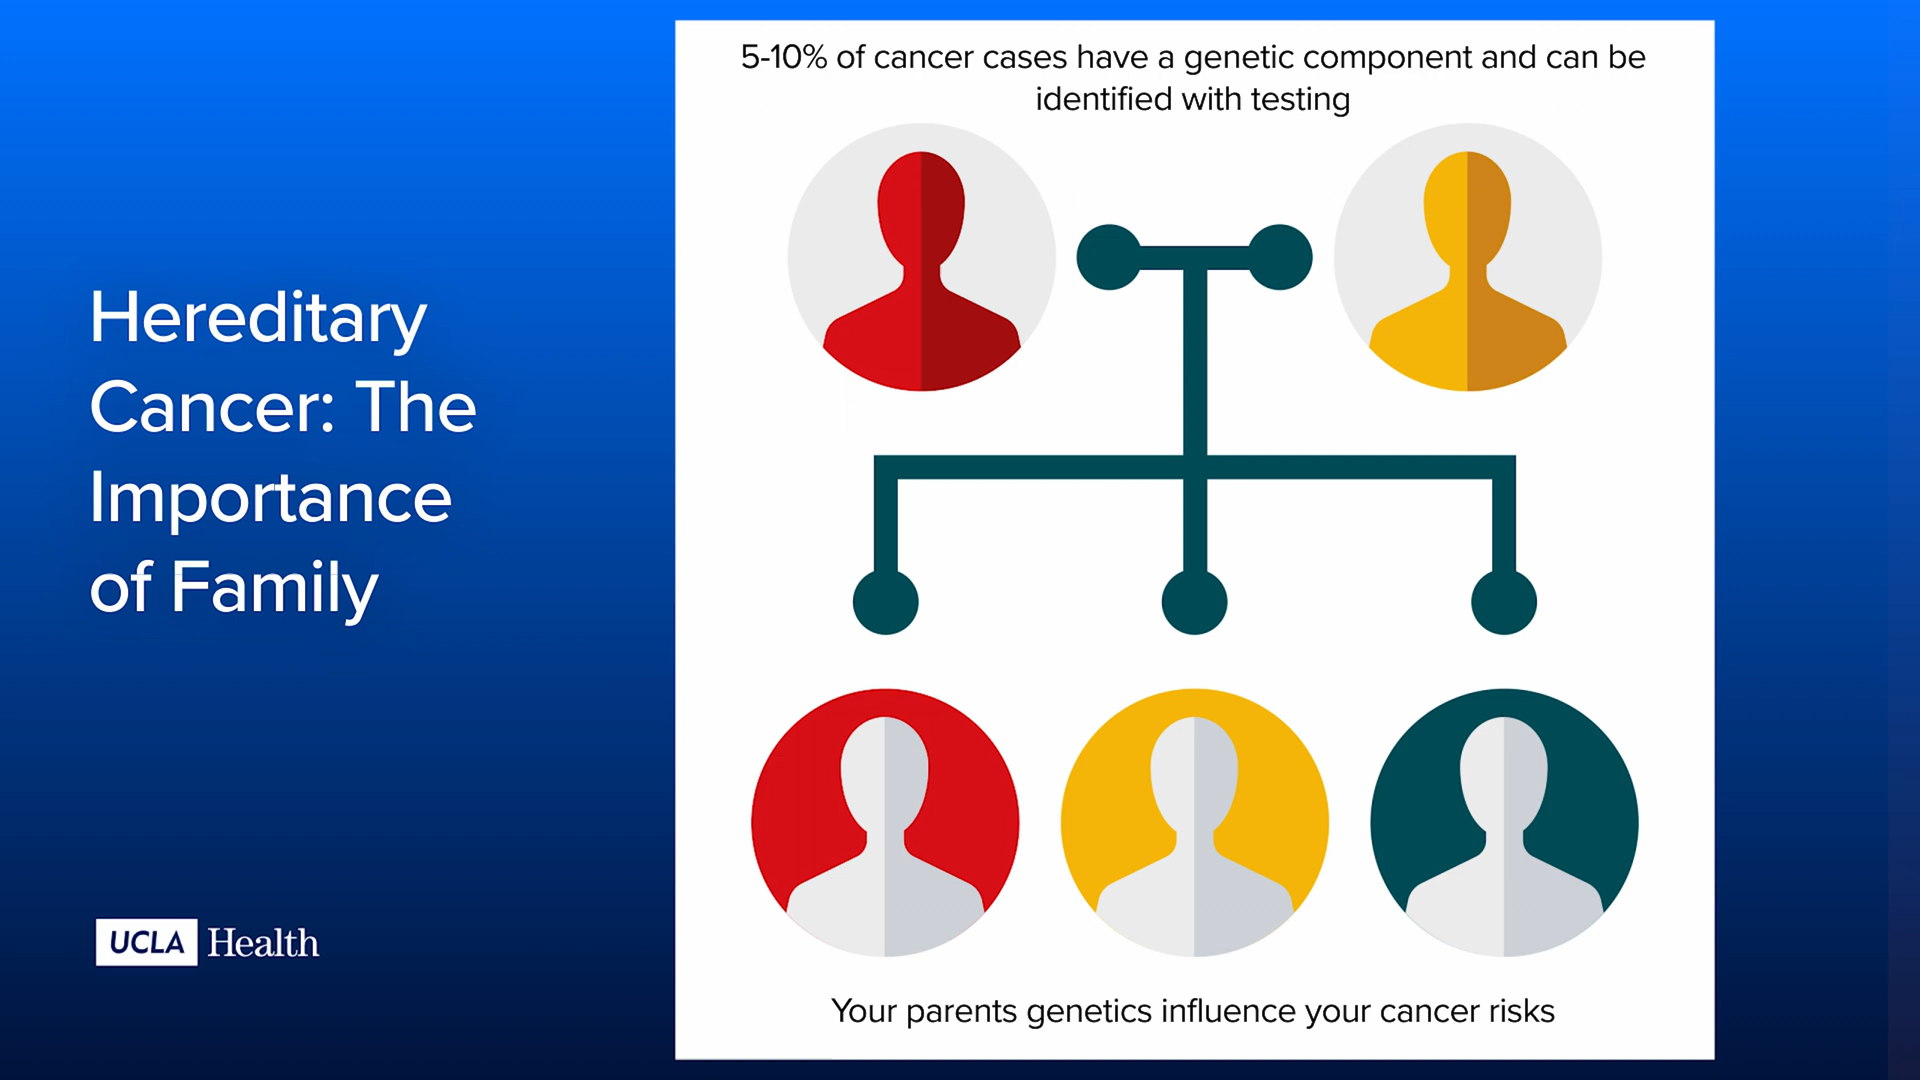 5-10% of cancer cases have a genetic component and can be
identified with testing
Hereditary
Cancer: The
Importance
of Family
UCLA Health
Your parents genetics influence your cancer risks